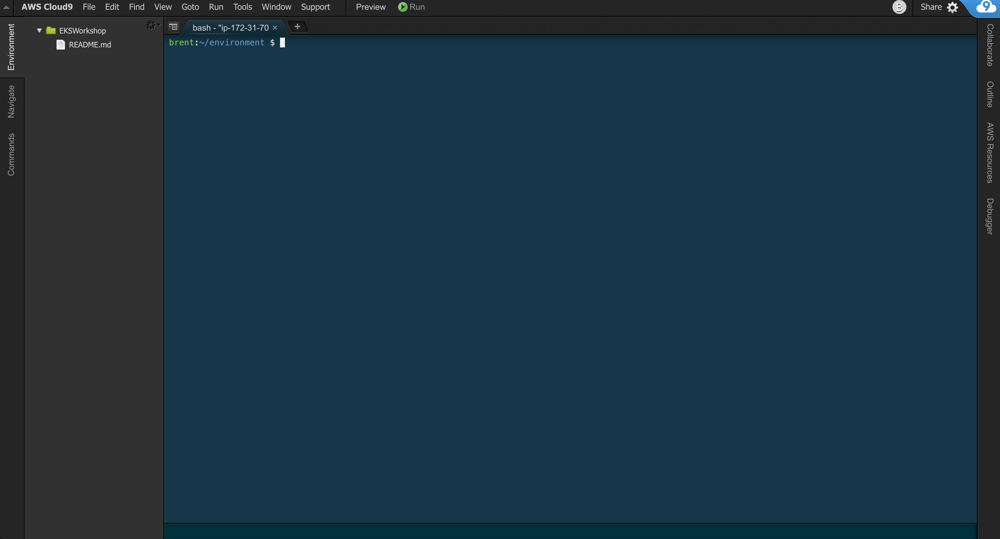 AWS Cloud9 File Edit Find View Goto Run Tools Window Support Preview Run B Share 9
Environment
Navigate
Commands
EKSWorkshop
README.md
bash - "ip-172-31-70
brent:~/environment $
Collaborate
Outline
AWS Resources
Debugger